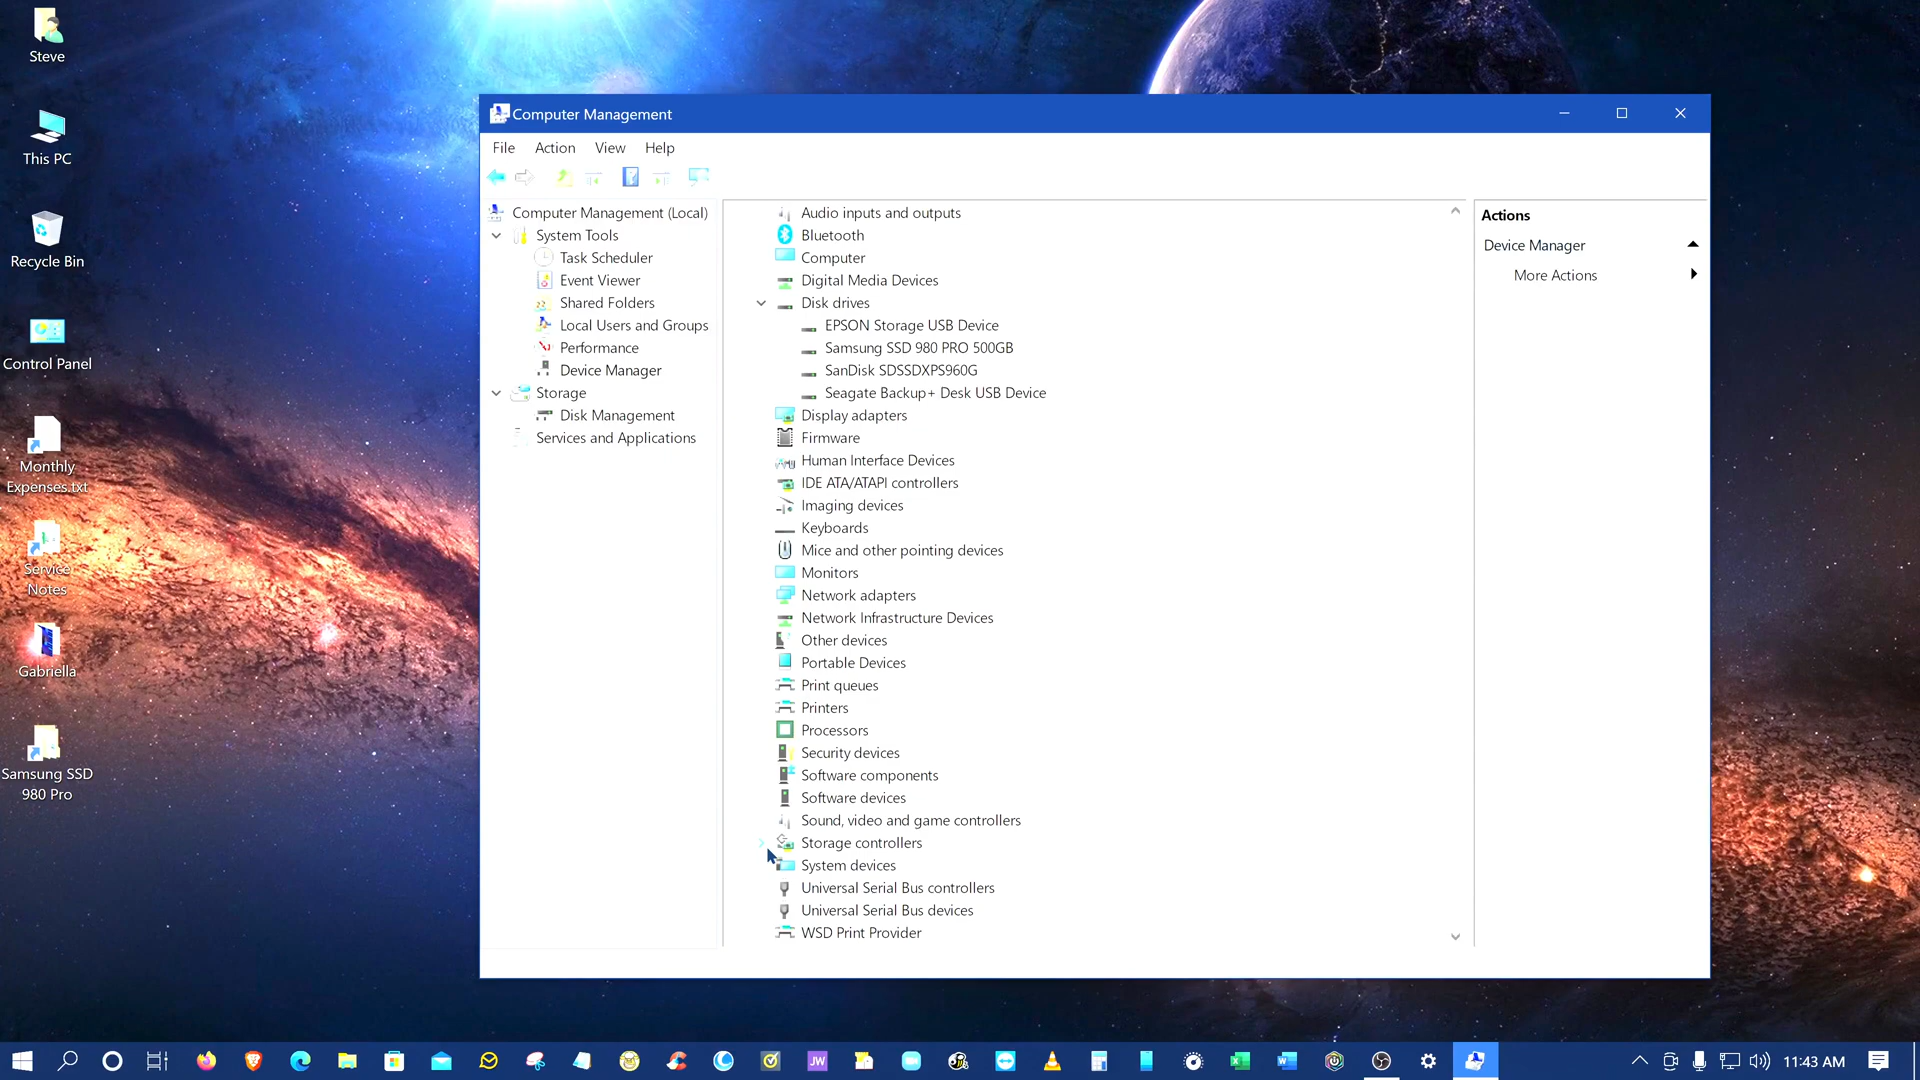 Steve
This PC
Recycle Bin
Control Panel
Monthly
Expenses.txt
Service
Notes
Gabriella
Samsung SSD
980 Pro
Computer Management
File Action View Help
Computer Management (Local)
System Tools
Task Scheduler
Event Viewer
Shared Folders
Local Users and Groups
Performance
Device Manager
Storage
Disk Management
Services and Applications
Audio inputs and outputs
Bluetooth
Computer
Digital Media Devices
Disk drives
EPSON Storage USB Device
Samsung SSD 980 PRO 500GB
SanDisk SDSSDXPS960G
Seagate Backup+ Desk USB Device
Display adapters
Firmware
Human Interface Devices
IDE ATA/ATAPI controllers
Imaging devices
Keyboards
Mice and other pointing devices
Monitors
Network adapters
Network Infrastructure Devices
Other devices
Portable Devices
Print queues
Printers
Processors
Security devices
Software components
Software devices
Sound, video and game controllers
Storage controllers
System devices
Universal Serial Bus controllers
Universal Serial Bus devices
WSD Print Provider
Actions
Device Manager
More Actions
JW
11:43 AM